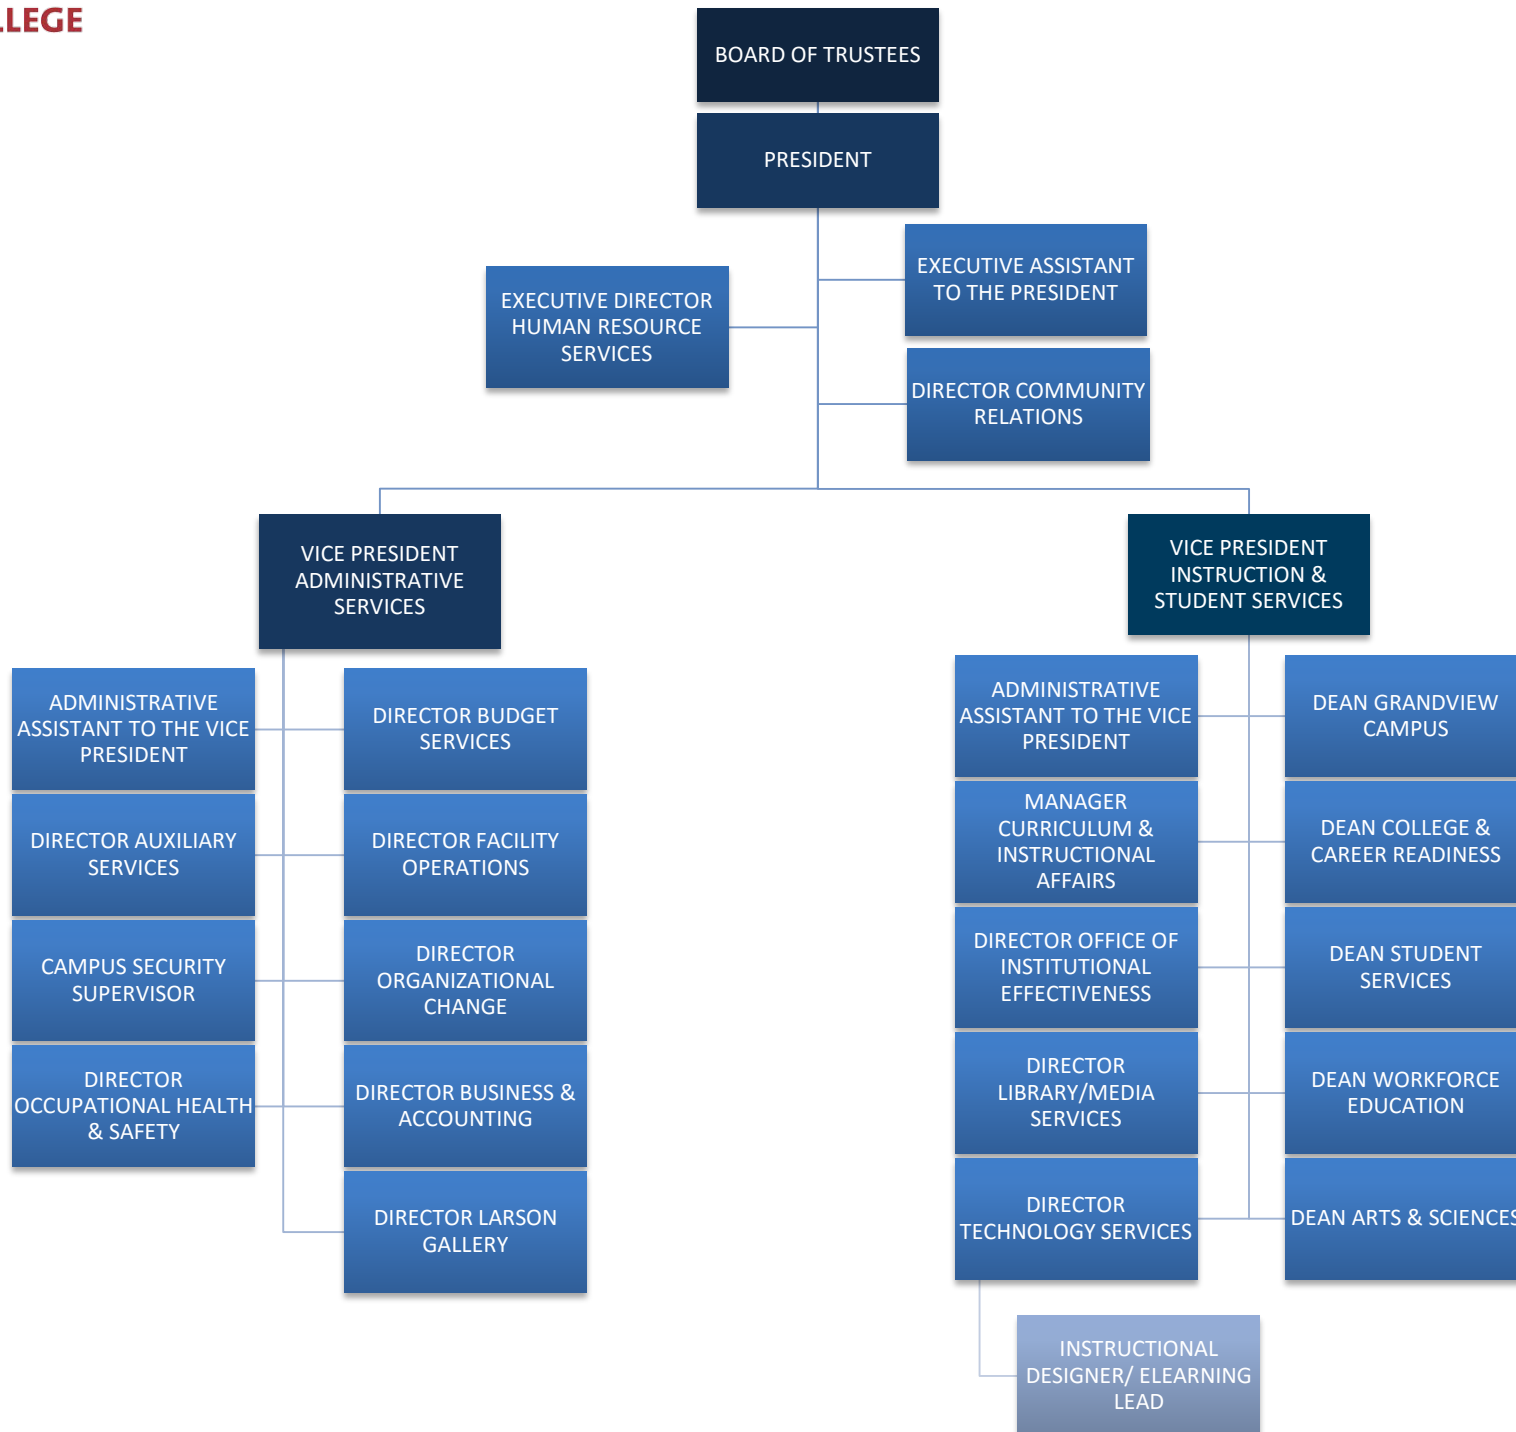 LLEGE
BOARD OF TRUSTEES
PRESIDENT
EXECUTIVE ASSISTANT
TO THE PRESIDENT
EXECUTIVE DIRECTOR
HUMAN RESOURCE
SERVICES
DIRECTOR COMMUNITY
RELATIONS
VICE PRESIDENT
ADMINISTRATIVE
SERVICES
ADMINISTRATIVE
ASSISTANT TO THE VICE
PRESIDENT
DIRECTOR BUDGET
SERVICES
DIRECTOR AUXILIARY
SERVICES
DIRECTOR FACILITY
OPERATIONS
CAMPUS SECURITY
SUPERVISOR
DIRECTOR
ORGANIZATIONAL
CHANGE
DIRECTOR
OCCUPATIONAL HEALTH
& SAFETY
DIRECTOR BUSINESS &
ACCOUNTING
DIRECTOR LARSON
GALLERY
VICE PRESIDENT
INSTRUCTION &
STUDENT SERVICES
ADMINISTRATIVE
ASSISTANT TO THE VICE
PRESIDENT
DEAN GRANDVIEW
CAMPUS
MANAGER
CURRICULUM &
INSTRUCTIONAL
AFFAIRS
DEAN COLLEGE &
CAREER READINESS
DIRECTOR OFFICE OF
INSTITUTIONAL
EFFECTIVENESS
DEAN STUDENT
SERVICES
DIRECTOR
LIBRARY/MEDIA
SERVICES
DEAN WORKFORCE
EDUCATION
DIRECTOR
TECHNOLOGY SERVICES
DEAN ARTS & SCIENCES
INSTRUCTIONAL
DESIGNER/ ELEARNING
LEAD